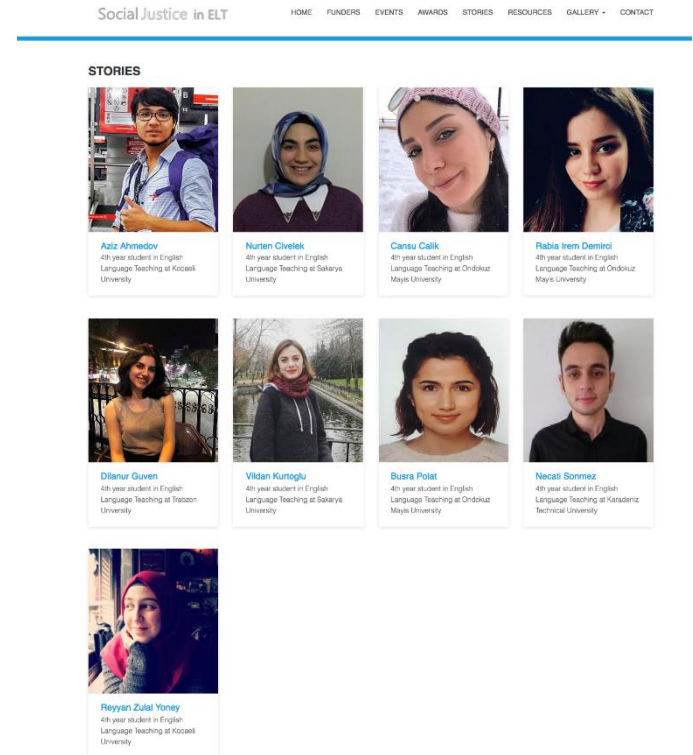 Social Justice in ELT
HOME FUNDERS EVENTS AWARDS STORIES RESOURCES GALLERY CONTACT
STORIES
Aziz Ahmedov
4th year student in English
Language Teaching at Kocaeli
University
Nurten Civelek
4th year student in English
Language Teaching at Sakarya
University
Cansu Calik
4th year student in English
Language Teaching at Ondokuz
Mayis University
Rabia Irem Demirci
4th year student in English
Language Teaching at Ondokuz
Mayis University
Dilanur Guven
4th year student in English
Language Teaching at Trabzon
University
Vildan Kurtoglu
4th year student in English
Language Teaching at Sakarya
University
Busra Polat
4th year student in English
Language Teaching at Ondokuz
Mayis University
Necati Sonmez
4th year student in English
Language Teaching at Karadeniz
Technical University
Reyyan Zulal Yoney
4th year student in English
Language Teaching at Kocaeli
University